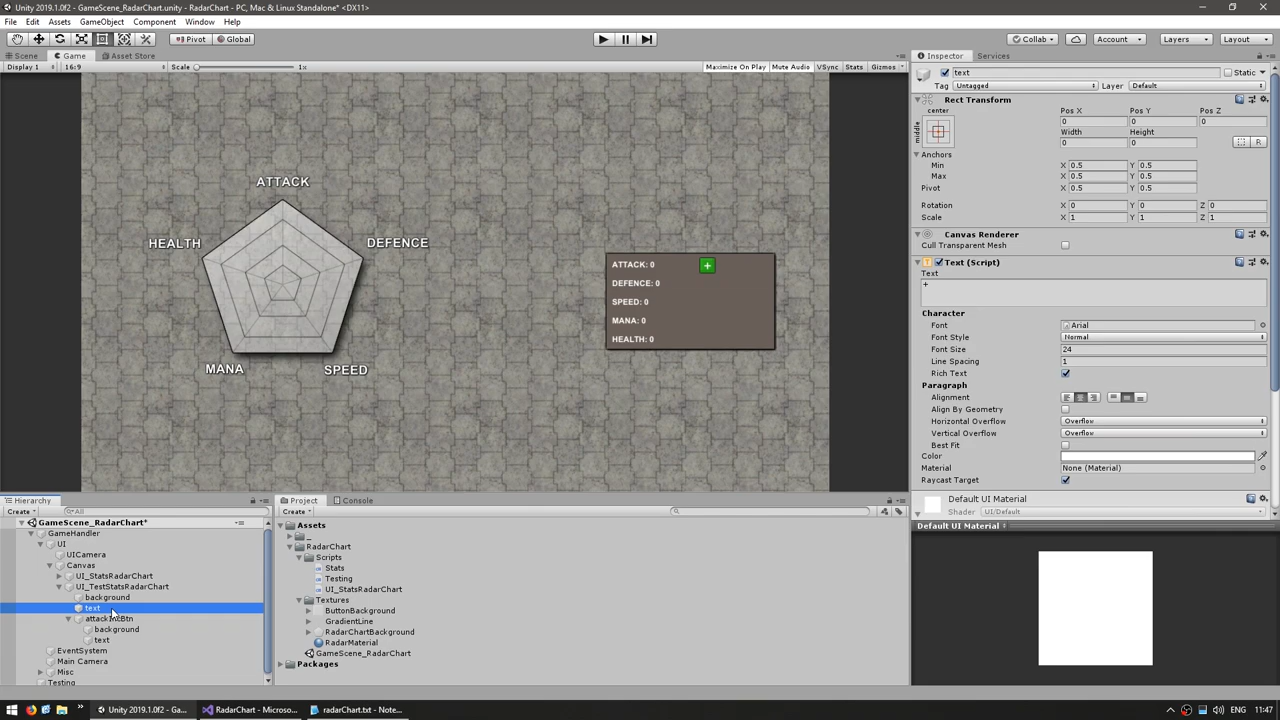 Unity 2019.1.0f2 - GameScene_RadarChart.unity - RadarChart - PC, Mac & Linux Standalone* <DX11>
File Edit Assets GameObject Component Window Help
Pivot Global Collab Account Layers Layout
Scene Game Asset Store
Display 1 16:9 Scale 1x Maximize On Play Mute Audio VSync Stats Gizmos
ATTACK
HEALTH
DEFENCE
MANA
SPEED
ATTACK: 0 +
DEFENCE: 0
SPEED: 0
MANA: 0
HEALTH: 0
Inspector Services
text Static
Tag Untagged Layer Default
Rect Transform
center
middle
Pos X Pos Y Pos Z
0 0 0
Width Height
0 0
R
Anchors
Min X 0.5 Y 0.5
Max X 0.5 Y 0.5
Pivot X 0.5 Y 0.5
Rotation X 0 Y 0 Z 0
Scale X 1 Y 1 Z 1
Canvas Renderer
Cull Transparent Mesh
Text (Script)
Text
+
Character
Font Arial
Font Style Normal
Font Size 24
Line Spacing 1
Rich Text
Paragraph
Alignment
Align By Geometry
Horizontal Overflow Overflow
Vertical Overflow Overflow
Best Fit
Color
Material None (Material)
Raycast Target
Default UI Material
Shader UI/Default
Default UI Material
Hierarchy
Create All
GameScene_RadarChart*
GameHandler
UI
UICamera
Canvas
UI_StatsRadarChart
UI_TestStatsRadarChart
background
text
background
text
EventSystem
Main Camera
Misc
Testing
Project Console
Create
Assets
_
RadarChart
Scripts
Stats
Testing
UI_StatsRadarChart
Textures
ButtonBackground
GradientLine
RadarChartBackground
RadarMaterial
GameScene_RadarChart
Packages
Start Unity 2019.1.0f2 - Ga... RadarChart - Microso... radarChart.txt - Note... ENG 11:47